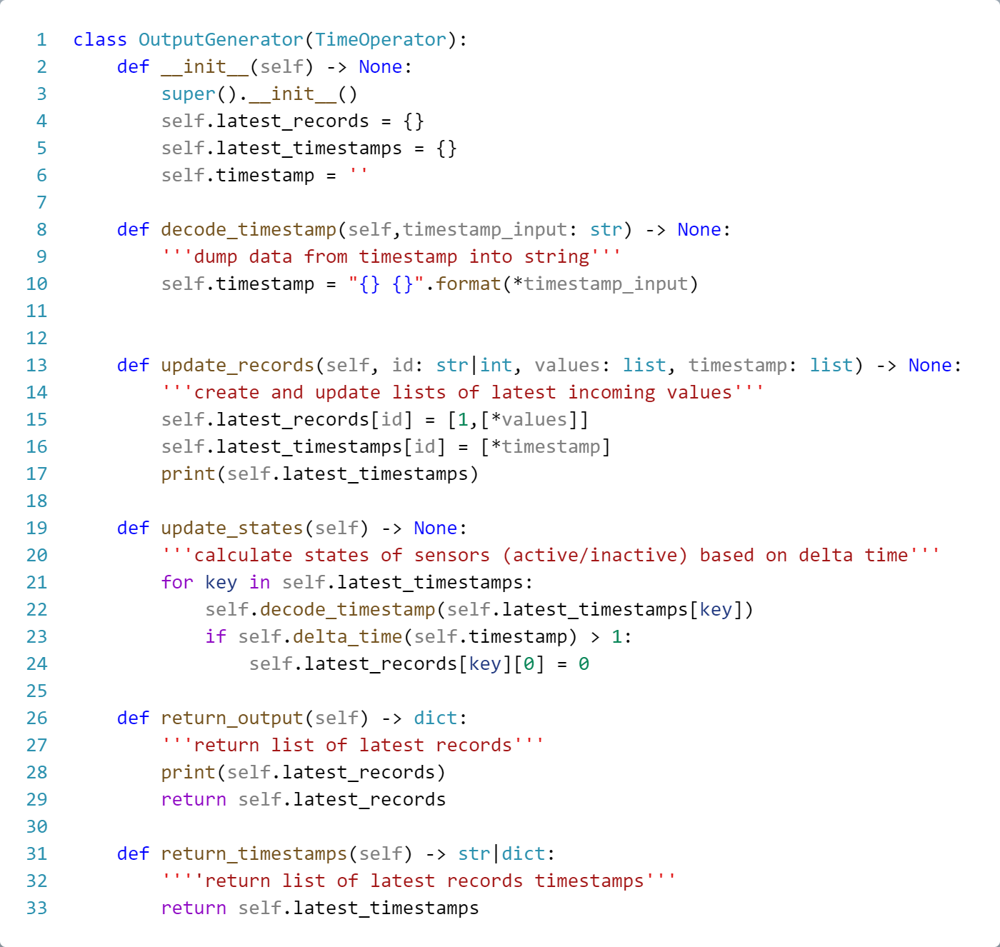 1 class OutputGenerator(TimeOperator):
2     def __init__(self) -> None:
3         super().__init__()
4         self.latest_records = {}
5         self.latest_timestamps = {}
6         self.timestamp = ''
7
8     def decode_timestamp(self,timestamp_input: str) -> None:
9         '''dump data from timestamp into string'''
10         self.timestamp = "{} {}".format(*timestamp_input)
11
12
13     def update_records(self, id: str|int, values: list, timestamp: list) -> None:
14         '''create and update lists of latest incoming values'''
15         self.latest_records[id] = [1,[*values]]
16         self.latest_timestamps[id] = [*timestamp]
17         print(self.latest_timestamps)
18
19     def update_states(self) -> None:
20         '''calculate states of sensors (active/inactive) based on delta time'''
21         for key in self.latest_timestamps:
22             self.decode_timestamp(self.latest_timestamps[key])
23             if self.delta_time(self.timestamp) > 1:
24                 self.latest_records[key][0] = 0
25
26     def return_output(self) -> dict:
27         '''return list of latest records'''
28         print(self.latest_records)
29         return self.latest_records
30
31     def return_timestamps(self) -> str|dict:
32         ''''return list of latest records timestamps'''
33         return self.latest_timestamps